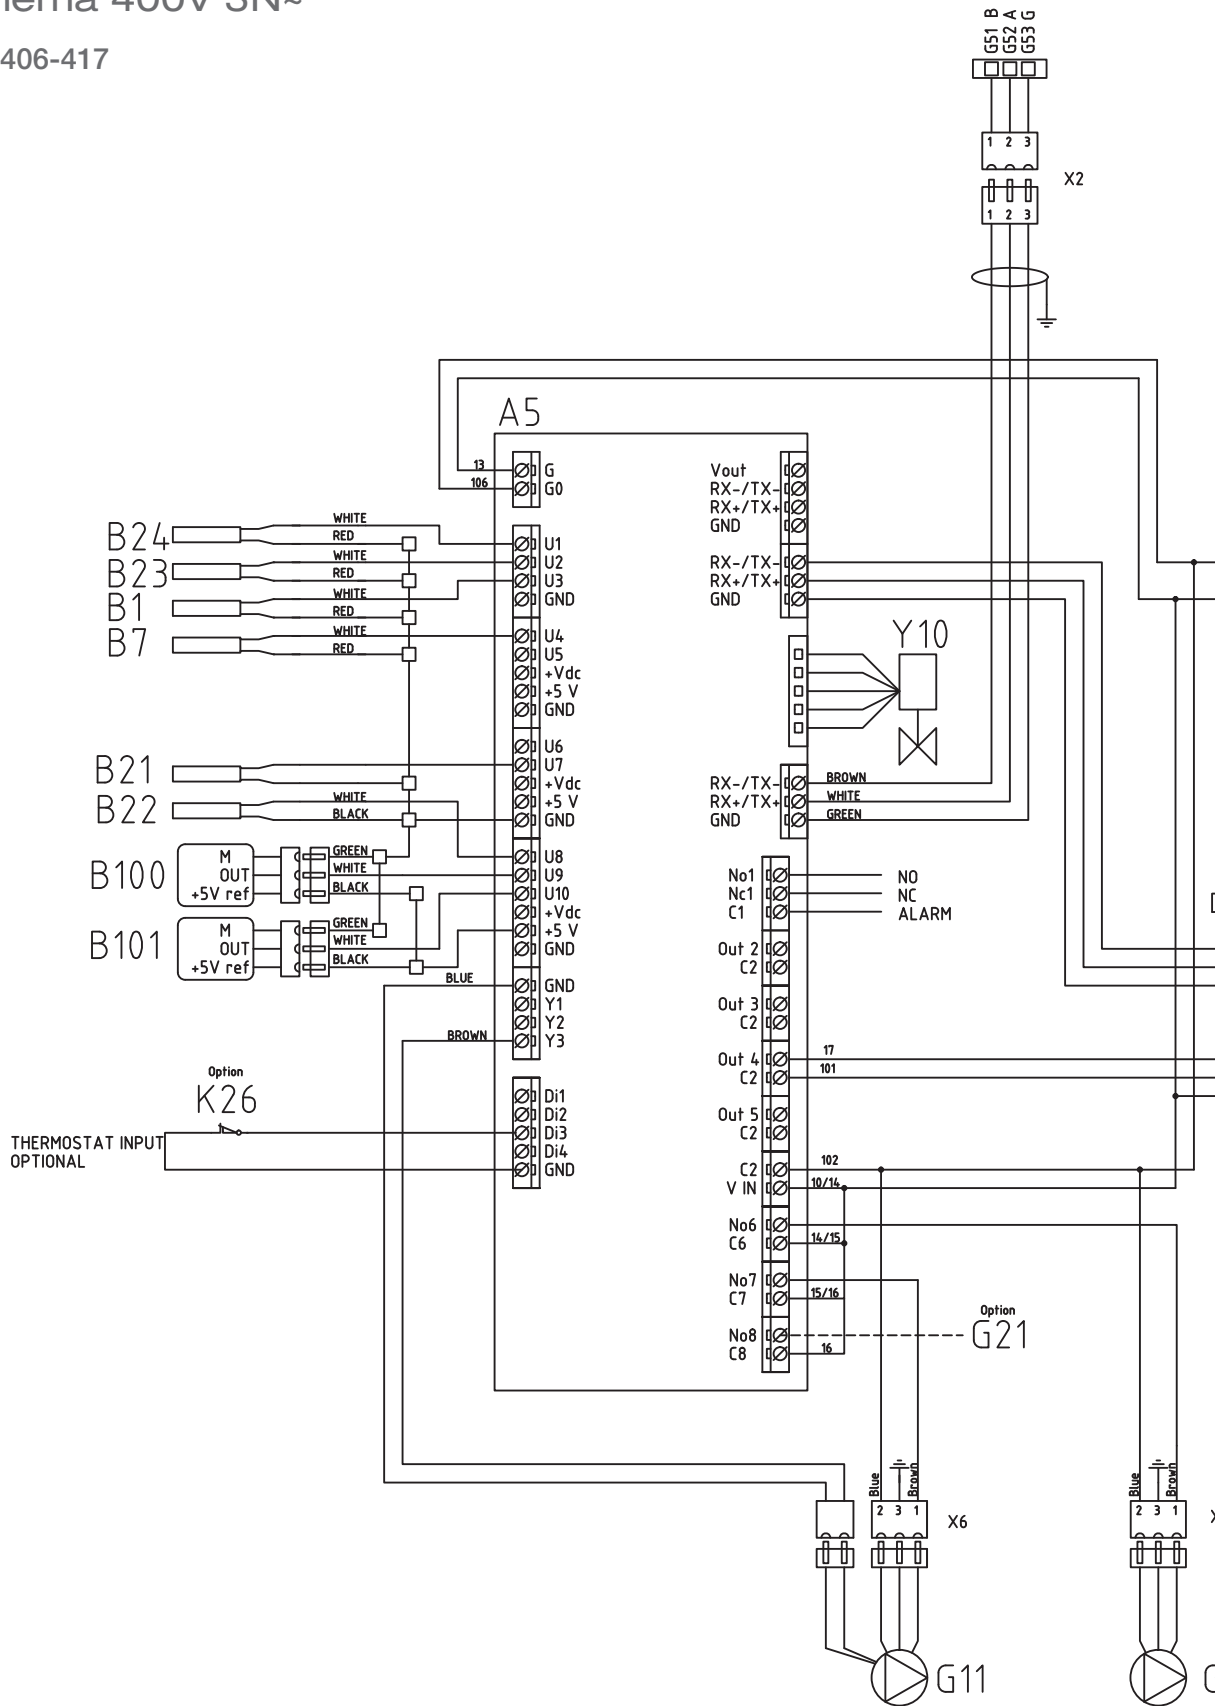 406-417
G51 B
G52 A
G53 G
1 2 3
X2
1 2 3
A5
13
G
106
G0
Vout
RX-/TX-
RX+/TX+
GND
B24
WHITE
RED
U1
B23
WHITE
RED
U2
B1
WHITE
RED
U3
GND
B7
WHITE
RED
U4
U5
+Vdc
+5 V
GND
RX-/TX-
RX+/TX+
GND
Y10
B21
B22
WHITE
BLACK
U6
U7
+Vdc
+5 V
GND
RX-/TX-
BROWN
RX+/TX+
WHITE
GND
GREEN
B100
M
OUT
+5V ref
GREEN
WHITE
BLACK
U8
U9
U10
+Vdc
+5 V
GND
B101
M
OUT
+5V ref
GREEN
WHITE
BLACK
BLUE
GND
Y1
Y2
BROWN
Y3
No1
NO
Nc1
NC
C1
ALARM
Out 2
C2
Out 3
C2
Out 4
17
C2
101
Out 5
C2
C2
102
V IN
10/14
No6
C6
14/15
No7
C7
15/16
No8
C8
16
Option
G21
Option
K26
THERMOSTAT INPUT
OPTIONAL
Di1
Di2
Di3
Di4
GND
Blue
Brown
2 3 1
X6
G11
Blue
Brown
2 3 1